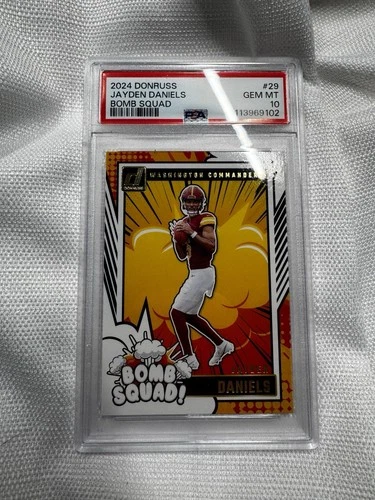 2024 DONRUSS #29
JAYDEN DANIELS GEM MT
BOMB SQUAD 10
PSA 113969102
WASHINGTON COMMANDERS
BOMB
SQUAD!
DANIELS